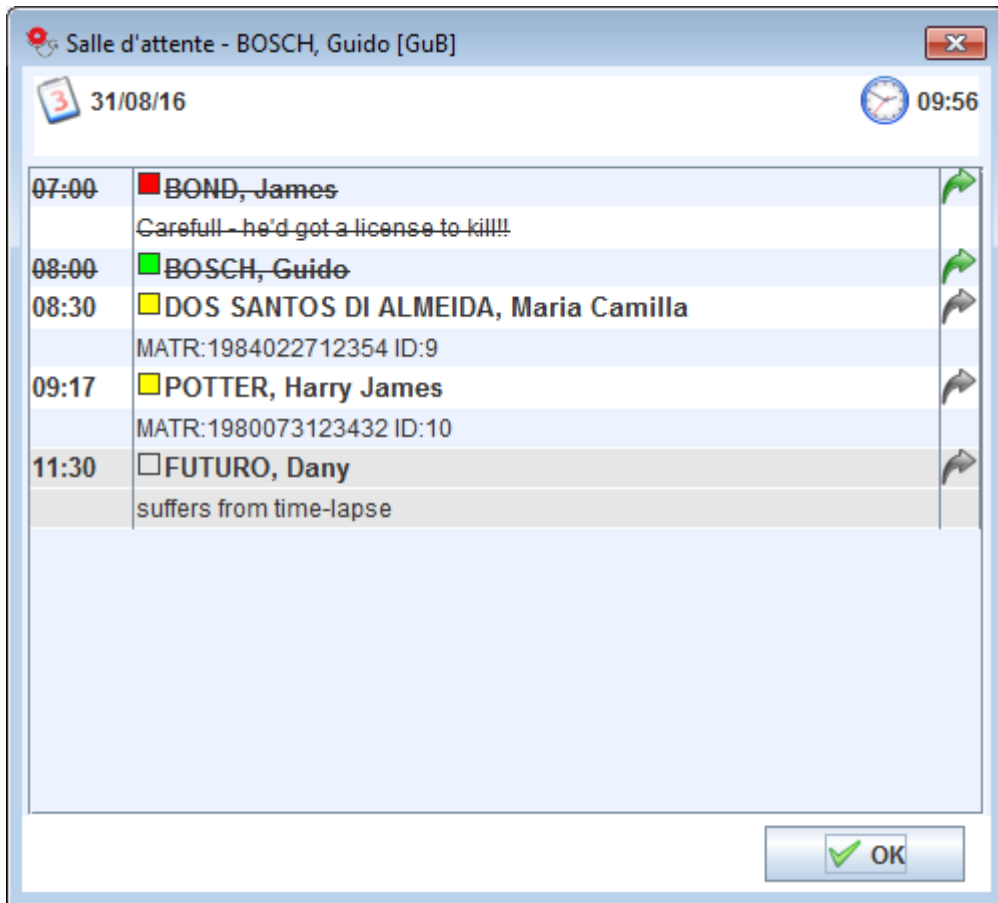 Salle d'attente - BOSCH, Guido [GuB]
31/08/16 09:56
07:00 BOND, James
Carefull - he'd got a license to kill!!
08:00 BOSCH, Guido
08:30 DOS SANTOS DI ALMEIDA, Maria Camilla
MATR:1984022712354 ID:9
09:17 POTTER, Harry James
MATR:1980073123432 ID:10
11:30 FUTURO, Dany
suffers from time-lapse
OK